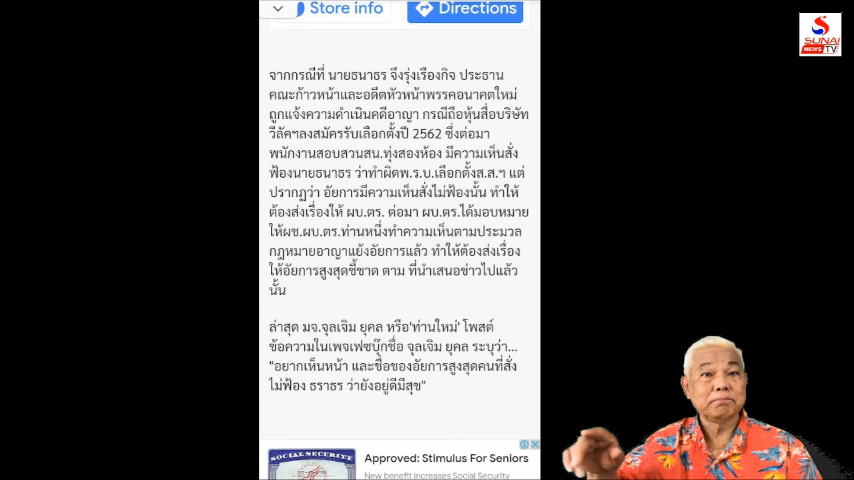 Store info
Directions
SUNAI
NEWS TV
จากกรณีที่ นายธนาธร จึงรุ่งเรืองกิจ ประธาน
คณะก้าวหน้าและอดีตหัวหน้าพรรคอนาคตใหม่
ถูกแจ้งความดำเนินคดีอาญา กรณีถือหุ้นสื่อบริษัท
วีลัคฯลงสมัครรับเลือกตั้งปี 2562 ซึ่งต่อมา
พนักงานสอบสวนสน.ทุ่งสองห้อง มีความเห็นสั่ง
ฟ้องนายธนาธร ว่าทำผิดพ.ร.บ.เลือกตั้งส.ส.ฯ แต่
ปรากฏว่า อัยการมีความเห็นสั่งไม่ฟ้องนั้น ทำให้
ต้องส่งเรื่องให้ ผบ.ตร. ต่อมา ผบ.ตร.ได้มอบหมาย
ให้ผช.ผบ.ตร.ท่านหนึ่งทำความเห็นตามประมวล
กฎหมายอาญาแย้งอัยการแล้ว ทำให้ต้องส่งเรื่อง
ให้อัยการสูงสุดชี้ขาด ตาม ที่นำเสนอข่าวไปแล้ว
นั้น
ล่าสุด มจ.จุลเจิม ยุคล หรือ'ท่านใหม่' โพสต์
ข้อความในเพจเฟซบุ๊กชื่อ จุลเจิม ยุคล ระบุว่า...
"อยากเห็นหน้า และชื่อของอัยการสูงสุดคนที่สั่ง
ไม่ฟ้อง ธราธร ว่ายังอยู่ดีมีสุข"
SOCIAL SECURITY
Approved: Stimulus For Seniors
New benefit increases Social Security